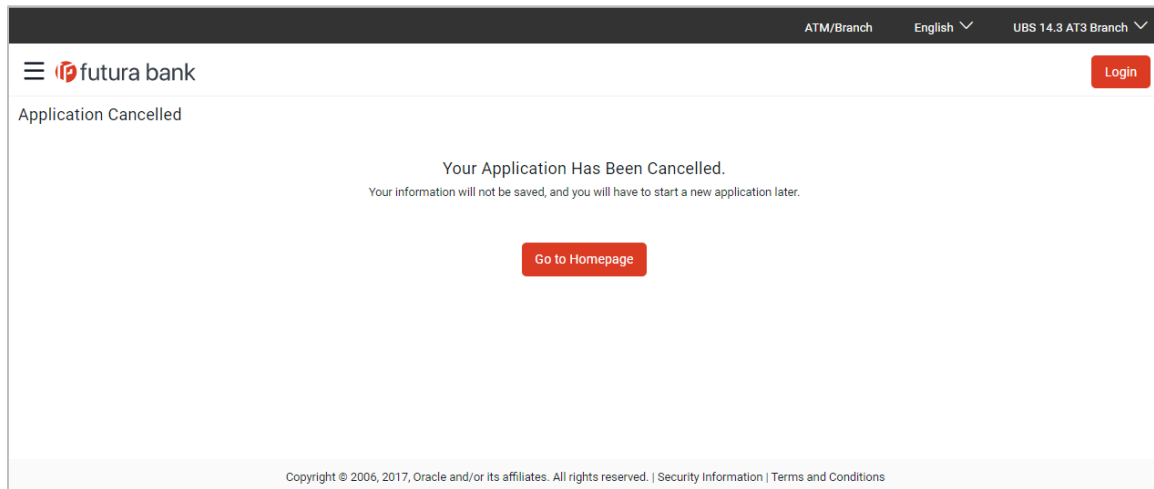 ATM/Branch English UBS 14.3 AT3 Branch
futura bank Login
Application Cancelled
Your Application Has Been Cancelled.
Your information will not be saved, and you will have to start a new application later.
Go to Homepage
Copyright © 2006, 2017, Oracle and/or its affiliates. All rights reserved. | Security Information | Terms and Conditions